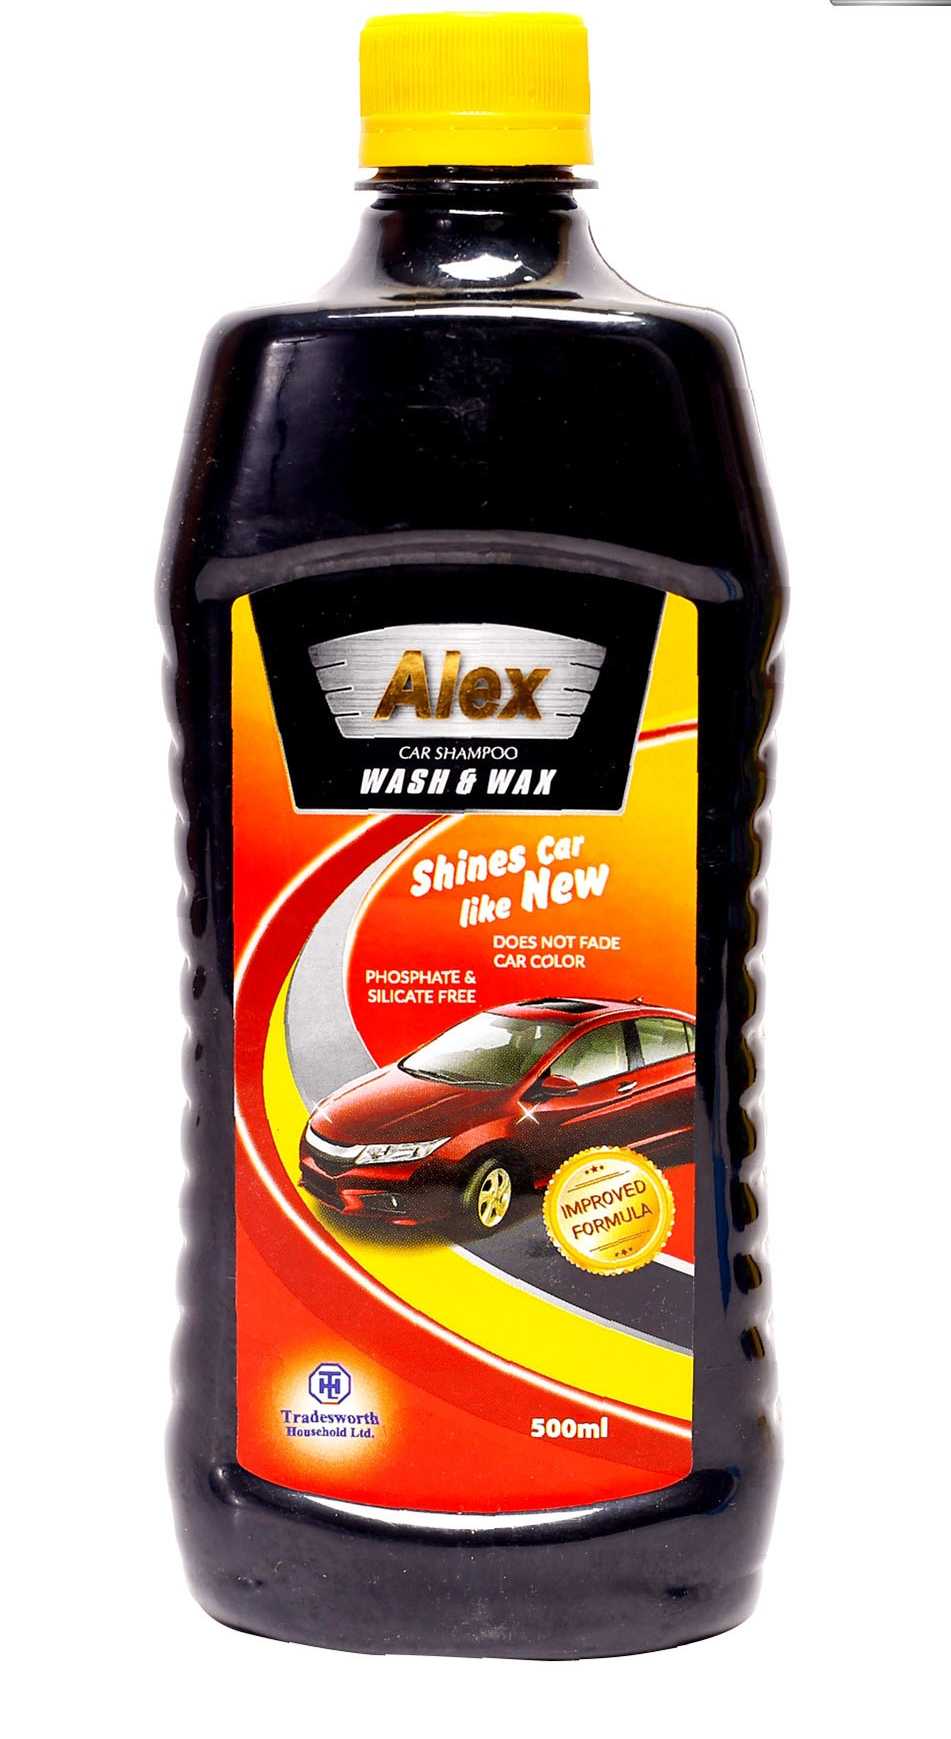 Alex
CAR SHAMPOO
WASH & WAX
Shines Car
like New
DOES NOT FADE
CAR COLOR
PHOSPHATE &
SILICATE FREE
IMPROVED
FORMULA
Tradesworth
Household Ltd.
500ml